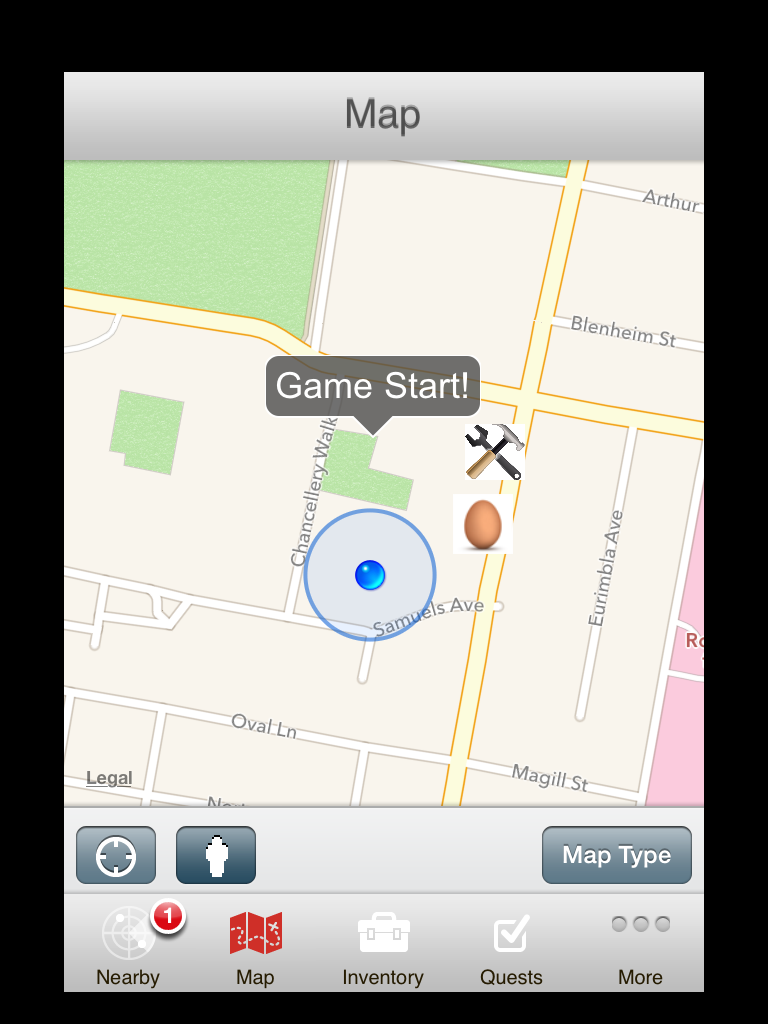 Map
Arthur
Blenheim St
Game Start!
Chancellery Walk
Eurimbla Ave
Samuels Ave
Oval Ln
Magill St
Legal
Map Type
1
Nearby
Map
Inventory
Quests
More